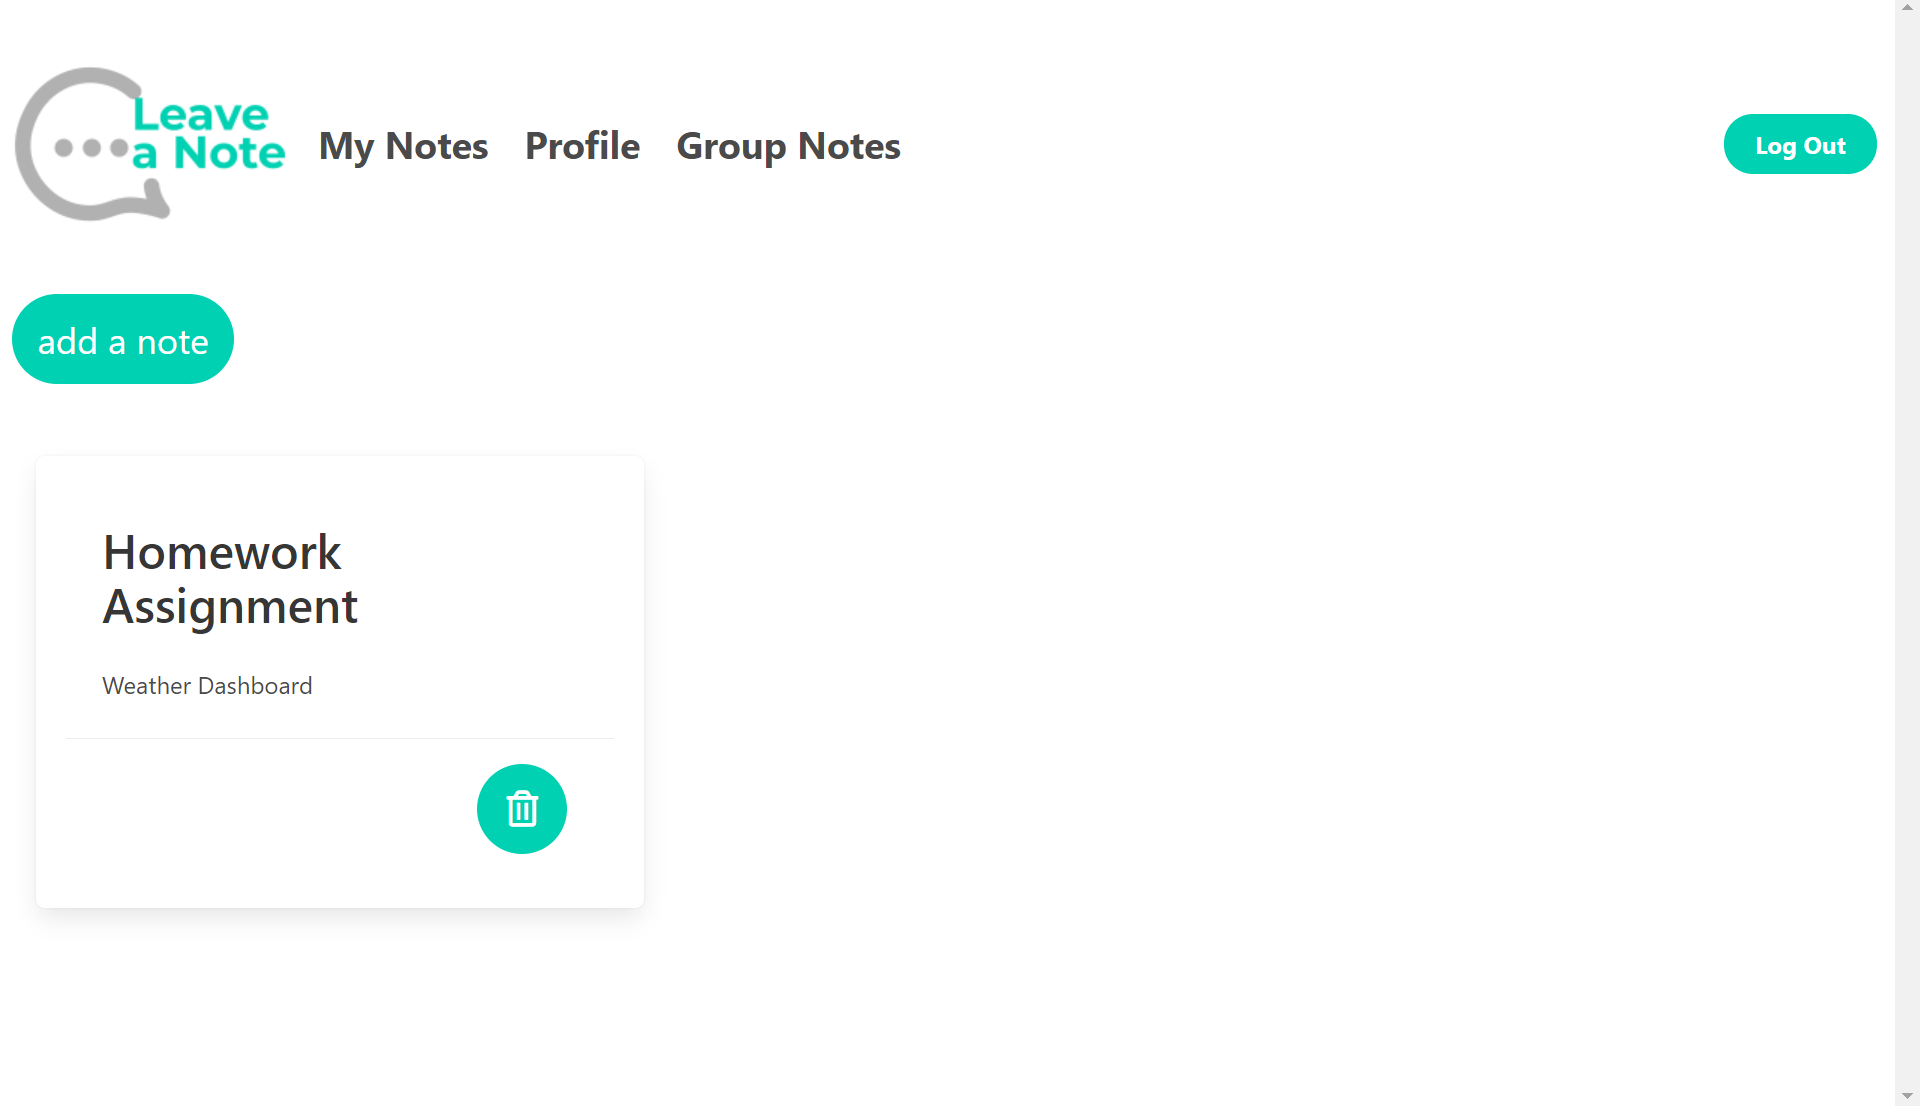 Leave
a Note
My Notes
Profile
Group Notes
Log Out
add a note
Homework
Assignment
Weather Dashboard